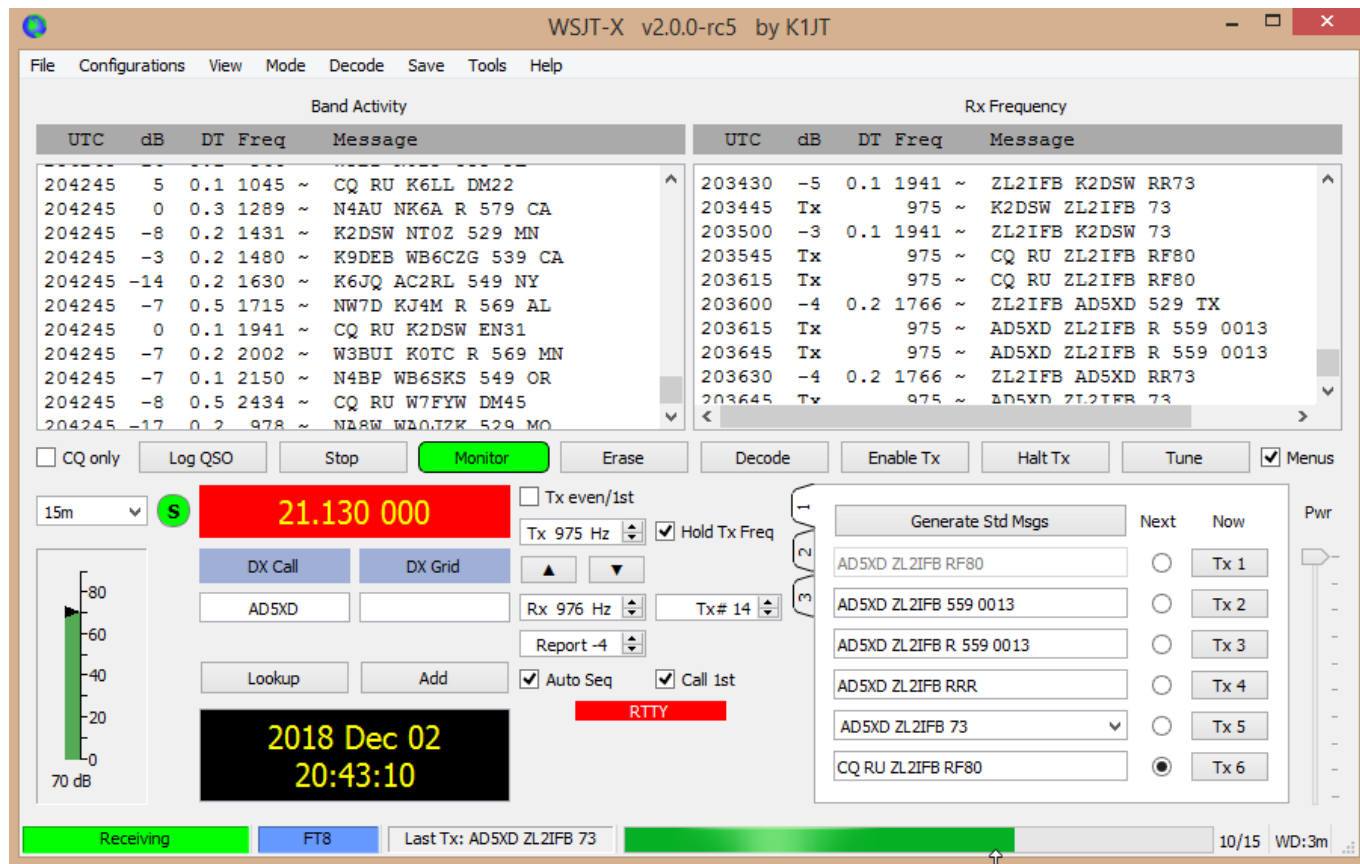 WSJT-X v2.0.0-rc5 by K1JT
File Configurations View Mode Decode Save Tools Help
Band Activity
UTC dB DT Freq Message
204245 5 0.1 1045 ~ CQ RU K6LL DM22
204245 0 0.3 1289 ~ N4AU NK6A R 579 CA
204245 -8 0.2 1431 ~ K2DSW NT0Z 529 MN
204245 -3 0.2 1480 ~ K9DEB WB6CZG 539 CA
204245 -14 0.2 1630 ~ K6JQ AC2RL 549 NY
204245 -7 0.5 1715 ~ NW7D KJ4M R 569 AL
204245 0 0.1 1941 ~ CQ RU K2DSW EN31
204245 -7 0.2 2002 ~ W3BUI K0TC R 569 MN
204245 -7 0.1 2150 ~ N4BP WB6SKS 549 OR
204245 -8 0.5 2434 ~ CQ RU W7FYW DM45
204245 -17 0.2 978 ~ NA8W WA0JZK 529 MO
Rx Frequency
UTC dB DT Freq Message
203430 -5 0.1 1941 ~ ZL2IFB K2DSW RR73
203445 Tx 975 ~ K2DSW ZL2IFB 73
203500 -3 0.1 1941 ~ ZL2IFB K2DSW 73
203545 Tx 975 ~ CQ RU ZL2IFB RF80
203615 Tx 975 ~ CQ RU ZL2IFB RF80
203600 -4 0.2 1766 ~ ZL2IFB AD5XD 529 TX
203615 Tx 975 ~ AD5XD ZL2IFB R 559 0013
203645 Tx 975 ~ AD5XD ZL2IFB R 559 0013
203630 -4 0.2 1766 ~ ZL2IFB AD5XD RR73
203645 Tx 975 ~ AD5XD ZL2IFB 73
CQ only Log QSO Stop Monitor Erase Decode Enable Tx Halt Tx Tune Menus
15m S 21.130 000
DX Call DX Grid
AD5XD
Lookup Add
80
60
40
20
0
70 dB
2018 Dec 02
20:43:10
Tx even/1st
Tx 975 Hz Hold Tx Freq
▲ ▼
Rx 976 Hz Tx# 14
Report -4
Auto Seq Call 1st
RTTY
1
2
3
Generate Std Msgs Next Now Pwr
AD5XD ZL2IFB RF80 Tx 1
AD5XD ZL2IFB 559 0013 Tx 2
AD5XD ZL2IFB R 559 0013 Tx 3
AD5XD ZL2IFB RRR Tx 4
AD5XD ZL2IFB 73 Tx 5
CQ RU ZL2IFB RF80 Tx 6
Receiving FT8 Last Tx: AD5XD ZL2IFB 73 10/15 WD:3m